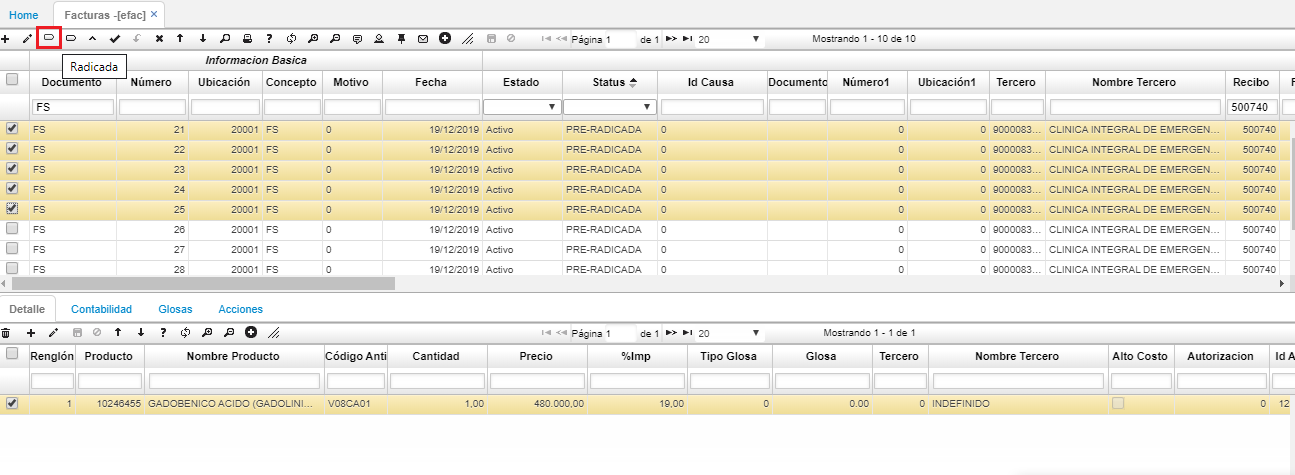 Home Facturas -[efac] ×
Página 1 de 1 20 Mostrando 1 - 10 de 10
Radicada
Informacion Basica
Documento Número Ubicación Concepto Motivo Fecha Estado Status Id Causa Documento Número1 Ubicación1 Tercero Nombre Tercero Recibo F
FS 500740
FS 21 20001 FS 0 19/12/2019 Activo PRE-RADICADA 0 0 0 9000083... CLINICA INTEGRAL DE EMERGEN... 500740
FS 22 20001 FS 0 19/12/2019 Activo PRE-RADICADA 0 0 0 9000083... CLINICA INTEGRAL DE EMERGEN... 500740
FS 23 20001 FS 0 19/12/2019 Activo PRE-RADICADA 0 0 0 9000083... CLINICA INTEGRAL DE EMERGEN... 500740
FS 24 20001 FS 0 19/12/2019 Activo PRE-RADICADA 0 0 0 9000083... CLINICA INTEGRAL DE EMERGEN... 500740
FS 25 20001 FS 0 19/12/2019 Activo PRE-RADICADA 0 0 0 9000083... CLINICA INTEGRAL DE EMERGEN... 500740
FS 26 20001 FS 0 19/12/2019 Activo PRE-RADICADA 0 0 0 9000083... CLINICA INTEGRAL DE EMERGEN... 500740
FS 27 20001 FS 0 19/12/2019 Activo PRE-RADICADA 0 0 0 9000083... CLINICA INTEGRAL DE EMERGEN... 500740
FS 28 20001 FS 0 19/12/2019 Activo PRE-RADICADA 0 0 0 9000083... CLINICA INTEGRAL DE EMERGEN... 500740
Detalle Contabilidad Glosas Acciones
Página 1 de 1 20 Mostrando 1 - 1 de 1
Renglón Producto Nombre Producto Código Anti Cantidad Precio %Imp Tipo Glosa Glosa Tercero Nombre Tercero Alto Costo Autorizacion Id A
1 10246455 GADOBENICO ACIDO (GADOLINI... V08CA01 1,00 480.000,00 19,00 0 0.00 0 INDEFINIDO 0 12